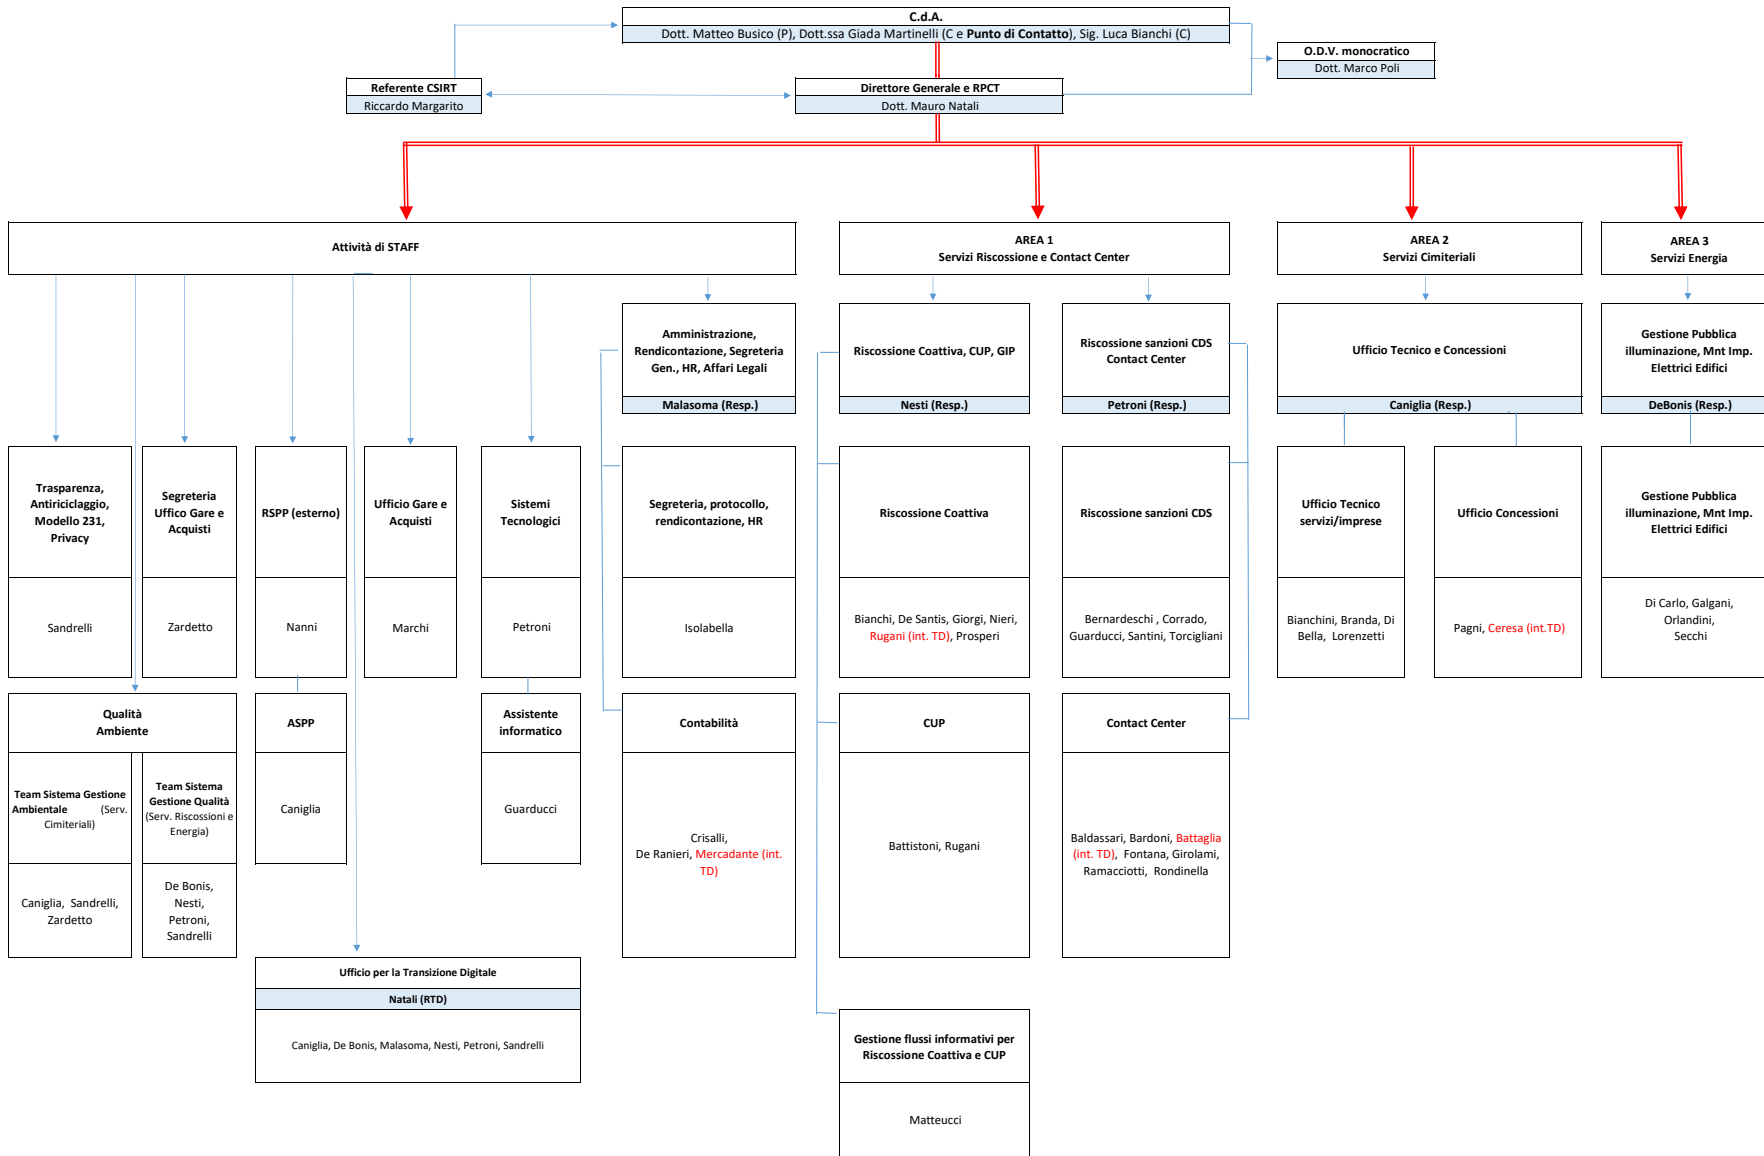 C.d.A.
Dott. Matteo Busico (P), Dott.ssa Giada Martinelli (C e Punto di Contatto), Sig. Luca Bianchi (C)
O.D.V. monocratico
Dott. Marco Poli
Referente CSIRT
Riccardo Margarito
Direttore Generale e RPCT
Dott. Mauro Natali
Attività di STAFF
AREA 1
Servizi Riscossione e Contact Center
AREA 2
Servizi Cimiteriali
AREA 3
Servizi Energia
Amministrazione,
Rendicontazione, Segreteria
Gen., HR, Affari Legali
Malasoma (Resp.)
Riscossione Coattiva, CUP, GIP
Nesti (Resp.)
Riscossione sanzioni CDS
Contact Center
Petroni (Resp.)
Ufficio Tecnico e Concessioni
Caniglia (Resp.)
Gestione Pubblica
illuminazione, Mnt Imp.
Elettrici Edifici
DeBonis (Resp.)
Trasparenza,
Antiriciclaggio,
Modello 231,
Privacy
Sandrelli
Segreteria
Uffico Gare e
Acquisti
Zardetto
RSPP (esterno)
Nanni
Ufficio Gare e
Acquisti
Marchi
Sistemi
Tecnologici
Petroni
Segreteria, protocollo,
rendicontazione, HR
Isolabella
Riscossione Coattiva
Bianchi, De Santis, Giorgi, Nieri,
Rugani (int. TD), Prosperi
Riscossione sanzioni CDS
Bernardeschi , Corrado,
Guarducci, Santini, Torcigliani
Ufficio Tecnico
servizi/imprese
Bianchini, Branda, Di
Bella, Lorenzetti
Ufficio Concessioni
Pagni, Ceresa (int.TD)
Gestione Pubblica
illuminazione, Mnt Imp.
Elettrici Edifici
Di Carlo, Galgani,
Orlandini,
Secchi
Qualità
Ambiente
Team Sistema Gestione
Ambientale (Serv.
Cimiteriali)
Caniglia, Sandrelli,
Zardetto
Team Sistema
Gestione Qualità
(Serv. Riscossioni e
Energia)
De Bonis,
Nesti,
Petroni,
Sandrelli
ASPP
Caniglia
Assistente
informatico
Guarducci
Contabilità
Crisalli,
De Ranieri, Mercadante (int.
TD)
CUP
Battistoni, Rugani
Contact Center
Baldassari, Bardoni, Battaglia
(int. TD), Fontana, Girolami,
Ramacciotti, Rondinella
Ufficio per la Transizione Digitale
Natali (RTD)
Caniglia, De Bonis, Malasoma, Nesti, Petroni, Sandrelli
Gestione flussi informativi per
Riscossione Coattiva e CUP
Matteucci